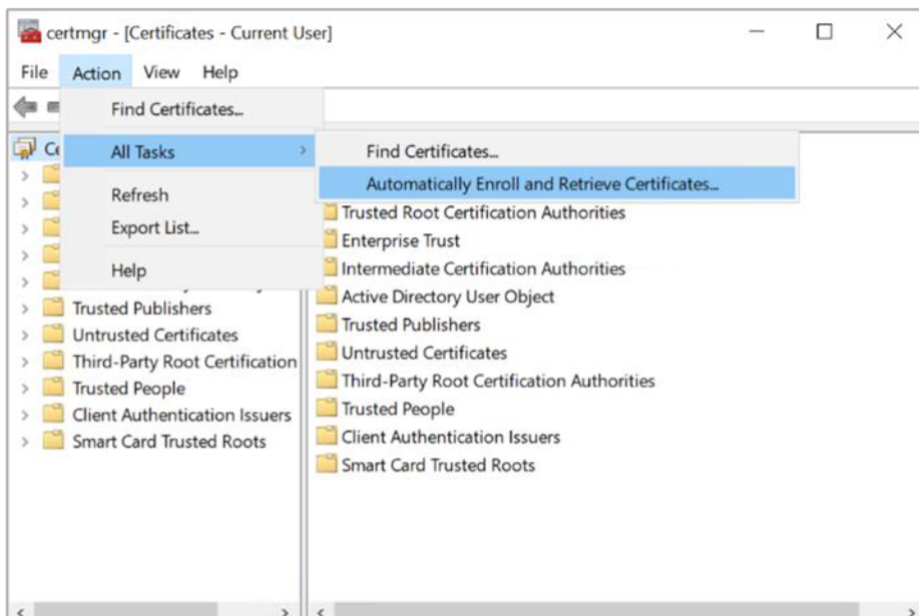 certmgr - [Certificates - Current User]
File Action View Help
Find Certificates...
All Tasks
Refresh
Export List...
Help
Find Certificates...
Automatically Enroll and Retrieve Certificates...
Trusted Publishers
Untrusted Certificates
Third-Party Root Certification
Trusted People
Client Authentication Issuers
Smart Card Trusted Roots
Trusted Root Certification Authorities
Enterprise Trust
Intermediate Certification Authorities
Active Directory User Object
Trusted Publishers
Untrusted Certificates
Third-Party Root Certification Authorities
Trusted People
Client Authentication Issuers
Smart Card Trusted Roots